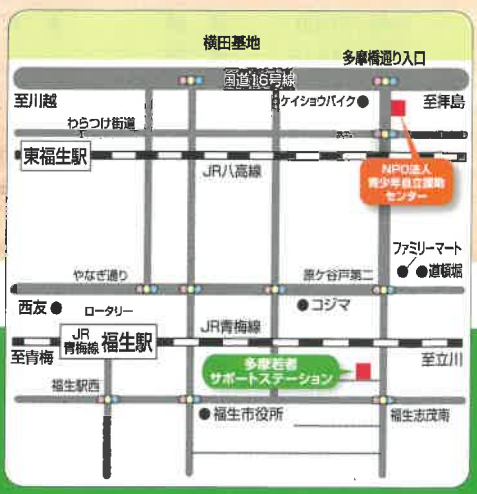 横田基地
多摩橋通り入口
国道16号線
至川越
ケイショウバイク
至拝島
わらつけ街道
東福生駅
JR八高線
NPO法人
青少年自立援助
センター
ファミリーマート
道頓堀
やなぎ通り
原ケ谷戸第二
西友
ロータリー
コジマ
JR
青梅線
福生駅
JR青梅線
至青梅
至立川
多摩若者
サポートステーション
福生駅西
福生市役所
福生志茂南